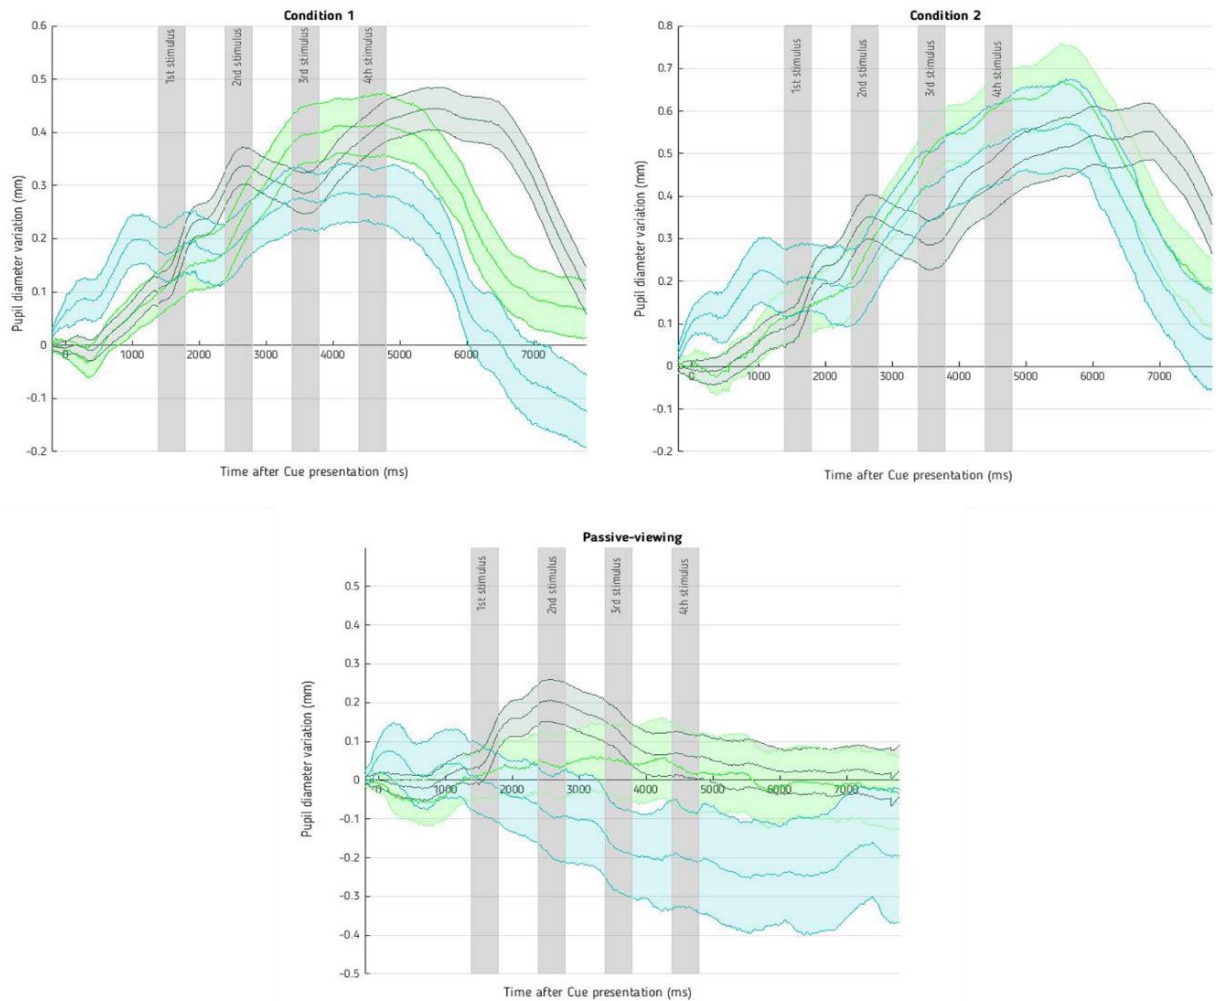 Condition 1
0.6
0.5
0.4
0.3
0.2
0.1
0
-0.1
-0.2
Pupil diameter variation (mm)
1st stimulus
2nd stimulus
3rd stimulus
4th stimulus
0 1000 2000 3000 4000 5000 6000 7000
Time after Cue presentation (ms)
Condition 2
0.8
0.7
0.6
0.5
0.4
0.3
0.2
0.1
0
-0.1
-0.2
Pupil diameter variation (mm)
1st stimulus
2nd stimulus
3rd stimulus
4th stimulus
0 1000 2000 3000 4000 5000 6000 7000
Time after Cue presentation (ms)
Passive-viewing
0.5
0.4
0.3
0.2
0.1
0
-0.1
-0.2
-0.3
-0.4
-0.5
Pupil diameter variation (mm)
1st stimulus
2nd stimulus
3rd stimulus
4th stimulus
0 1000 2000 3000 4000 5000 6000 7000
Time after Cue presentation (ms)